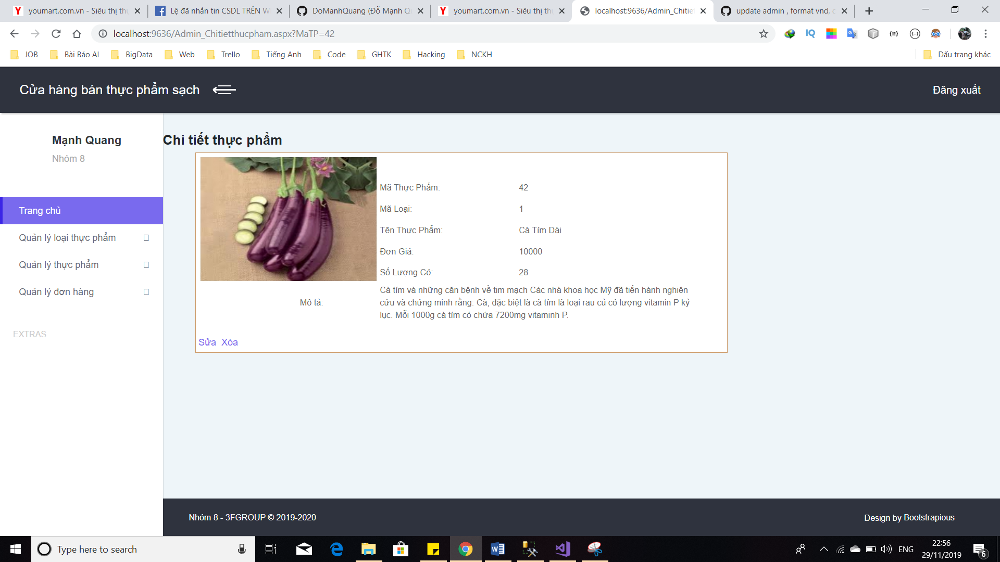 youmart.com.vn - Siêu thị th
Lệ đã nhắn tin CSDL TRÊN W
DoManhQuang (Đỗ Mạnh Q
youmart.com.vn - Siêu thị th
localhost:9636/Admin_Chitiet
update admin , format vnd, c
localhost:9636/Admin_Chitietthucpham.aspx?MaTP=42
JOB
Bài Báo AI
BigData
Web
Trello
Tiếng Anh
Code
GHTK
Hacking
NCKH
Dấu trang khác
Cửa hàng bán thực phẩm sạch
Đăng xuất
Mạnh Quang
Nhóm 8
Trang chủ
Quản lý loại thực phẩm
Quản lý thực phẩm
Quản lý đơn hàng
EXTRAS
Chi tiết thực phẩm
Mã Thực Phẩm: 42
Mã Loại: 1
Tên Thực Phẩm: Cà Tím Dài
Đơn Giá: 10000
Số Lượng Có: 28
Mô tả:
Cà tím và những căn bệnh về tim mạch Các nhà khoa học Mỹ đã tiến hành nghiên
cứu và chứng minh rằng: Cà, đặc biệt là cà tím là loại rau củ có lượng vitamin P kỷ
lục. Mỗi 1000g cà tím có chứa 7200mg vitaminh P.
Sửa Xóa
Nhóm 8 - 3FGROUP © 2019-2020
Design by Bootstrapious
Type here to search
ENG
22:56
29/11/2019
6